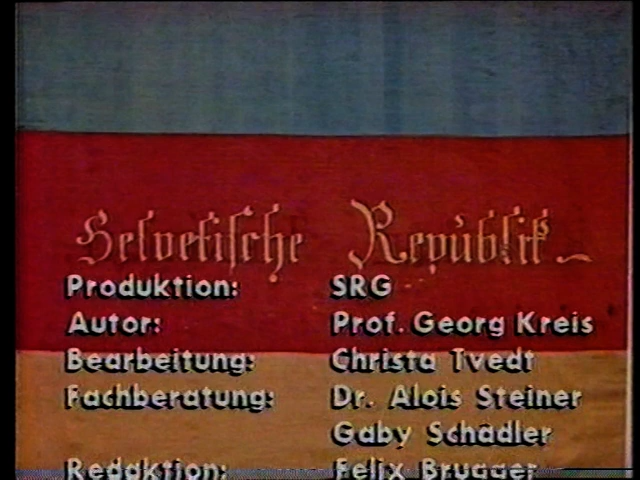 Helvetische Republik
Produktion: SRG
Autor: Prof. Georg Kreis
Bearbeitung: Christa Tvedt
Fachberatung: Dr. Alois Steiner
Gaby Schädler
Redaktion: Felix Brugger